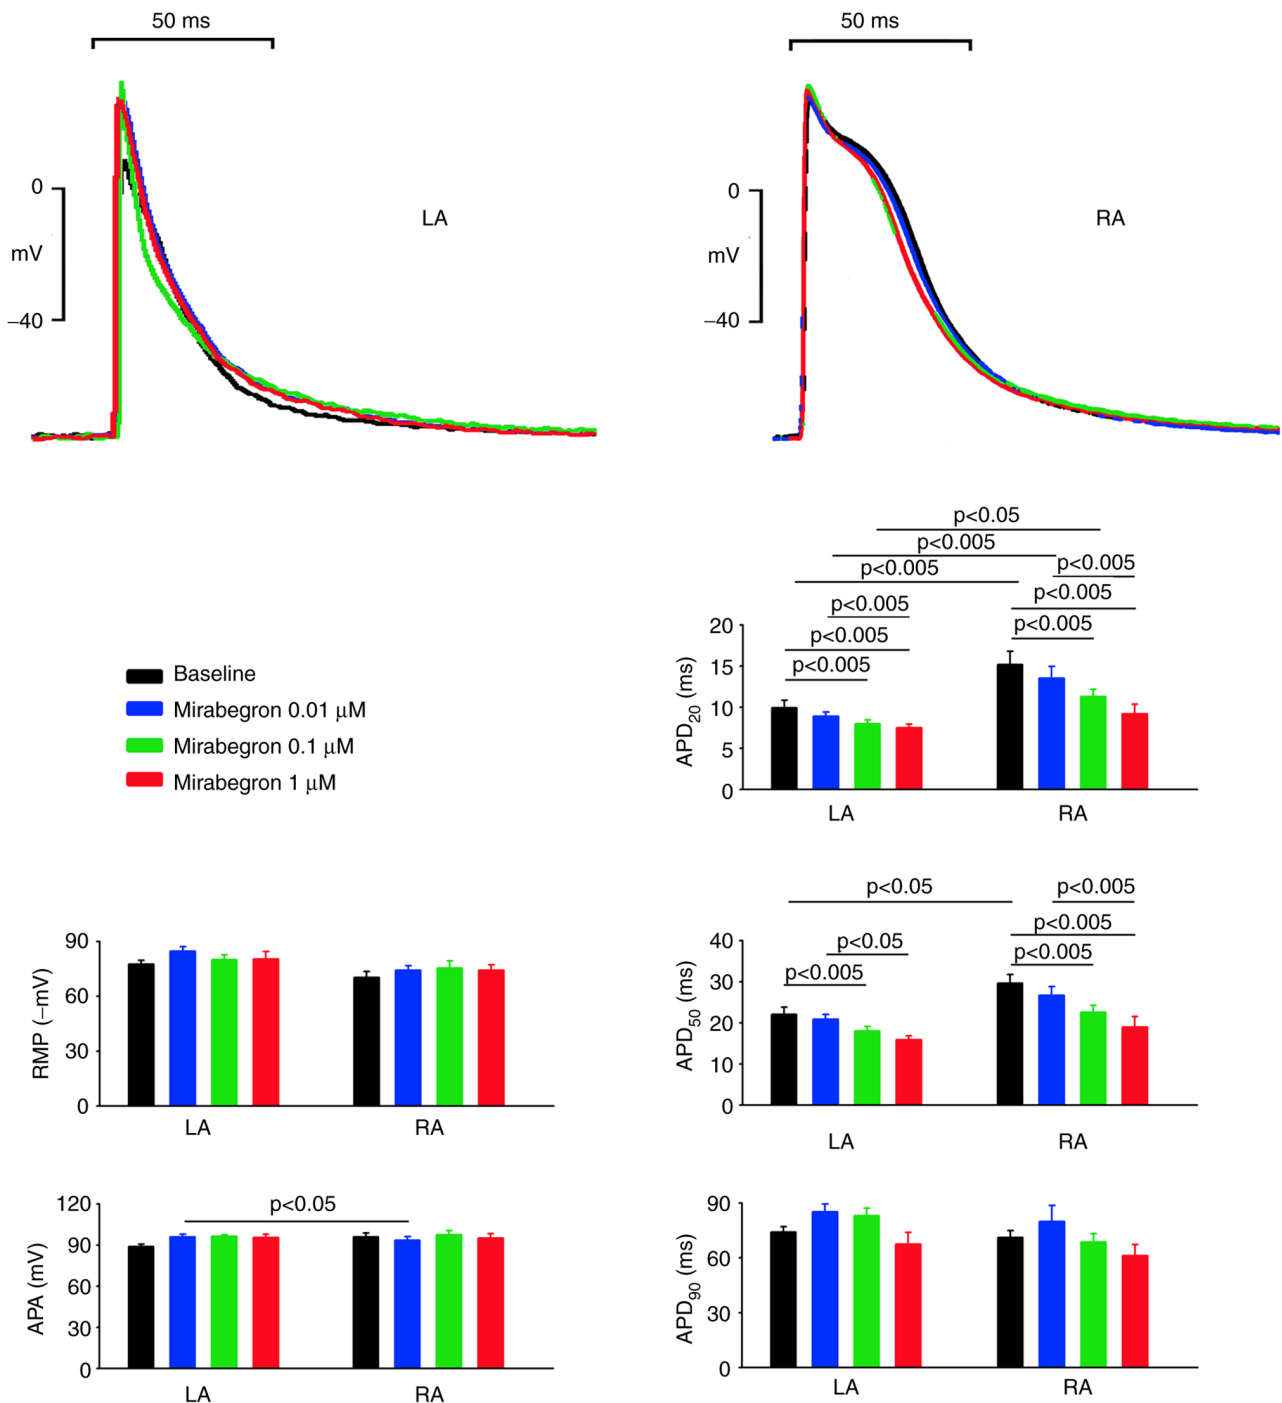 50 ms
50 ms
0
mV
–40
LA
0
mV
–40
RA
Baseline
Mirabegron 0.01 μM
Mirabegron 0.1 μM
Mirabegron 1 μM
p<0.05
p<0.005
p<0.005
p<0.005
p<0.005
p<0.005
p<0.005
p<0.005
p<0.005
20
15
10
5
0
APD20 (ms)
LA
RA
90
60
30
0
RMP (–mV)
LA
RA
p<0.05
p<0.005
p<0.05
p<0.005
p<0.005
p<0.005
40
30
20
10
0
APD50 (ms)
LA
RA
p<0.05
120
90
60
30
0
APA (mV)
LA
RA
90
60
30
0
APD90 (ms)
LA
RA